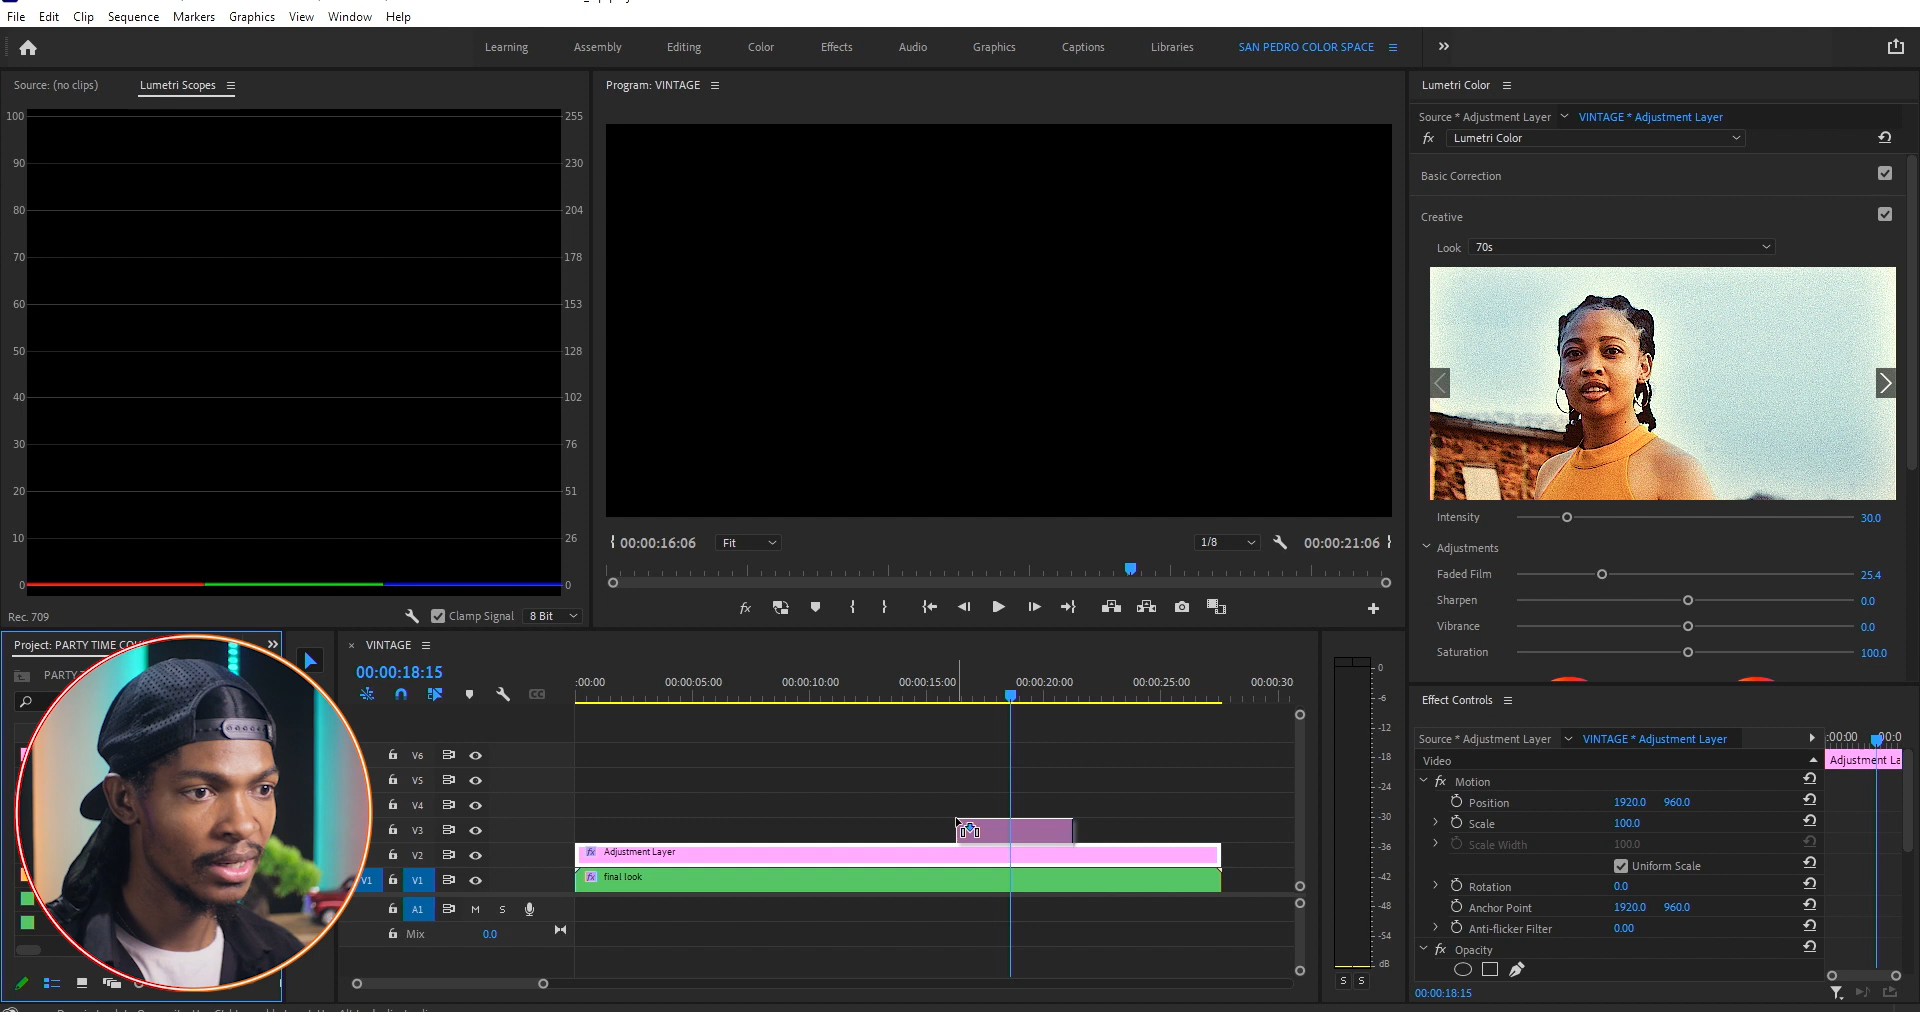 File Edit Clip Sequence Markers Graphics View Window Help
Learning Assembly Editing Color Effects Audio Graphics Captions Libraries SAN PEDRO COLOR SPACE
Source: (no clips) Lumetri Scopes
100 255
90 230
80 204
70 178
60 153
50 128
40 102
30 76
20 51
10 26
0 0
Rec. 709 Clamp Signal 8 Bit
Program: VINTAGE
00:00:16:06 Fit 1/8 00:00:21:06
Lumetri Color
Source * Adjustment Layer VINTAGE * Adjustment Layer
fx Lumetri Color
Basic Correction
Creative
Look 70s
Intensity 30.0
Adjustments
Faded Film 25.4
Sharpen 0.0
Vibrance 0.0
Saturation 100.0
Project: PARTY TIME
PARTY
VINTAGE
00:00:18:15
:00:00 00:00:05:00 00:00:10:00 00:00:15:00 00:00:20:00 00:00:25:00 00:00:30
V6
V5
V4
V3
V2 fx Adjustment Layer
V1 V1 fx final look
A1 M S
Mix 0.0
0
-6
-12
-18
-24
-30
-36
-42
-48
-54
dB
S S
Effect Controls
Source * Adjustment Layer VINTAGE * Adjustment Layer :00:00
Video Adjustment La
fx Motion
Position 1920.0 960.0
Scale 100.0
Scale Width 100.0
Uniform Scale
Rotation 0.0
Anchor Point 1920.0 960.0
Anti-flicker Filter 0.00
fx Opacity
00:00:18:15